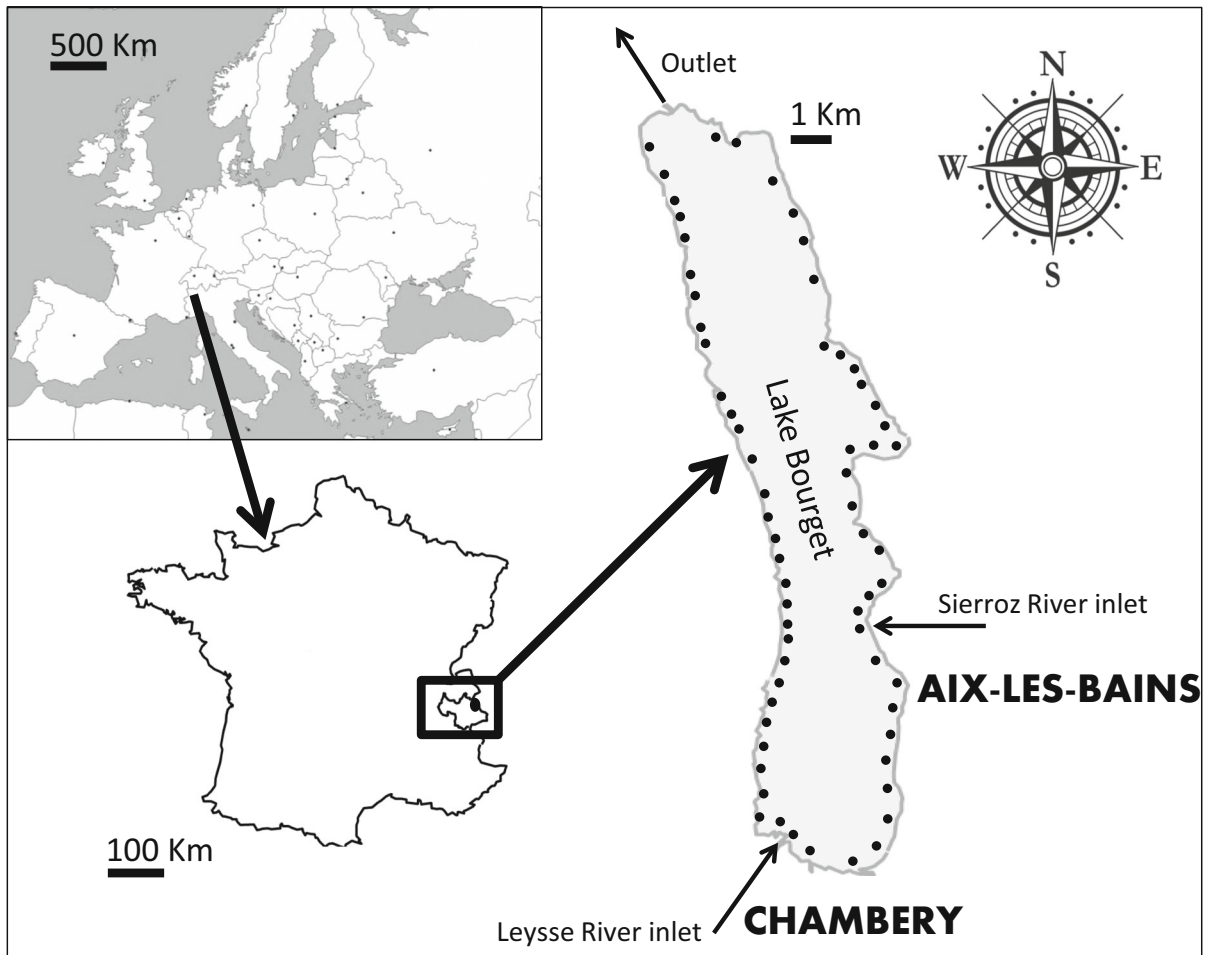 500 Km
Outlet
1 Km
N
W
E
S
Lake Bourget
Sierroz River inlet
AIX-LES-BAINS
100 Km
Leysse River inlet
CHAMBERY